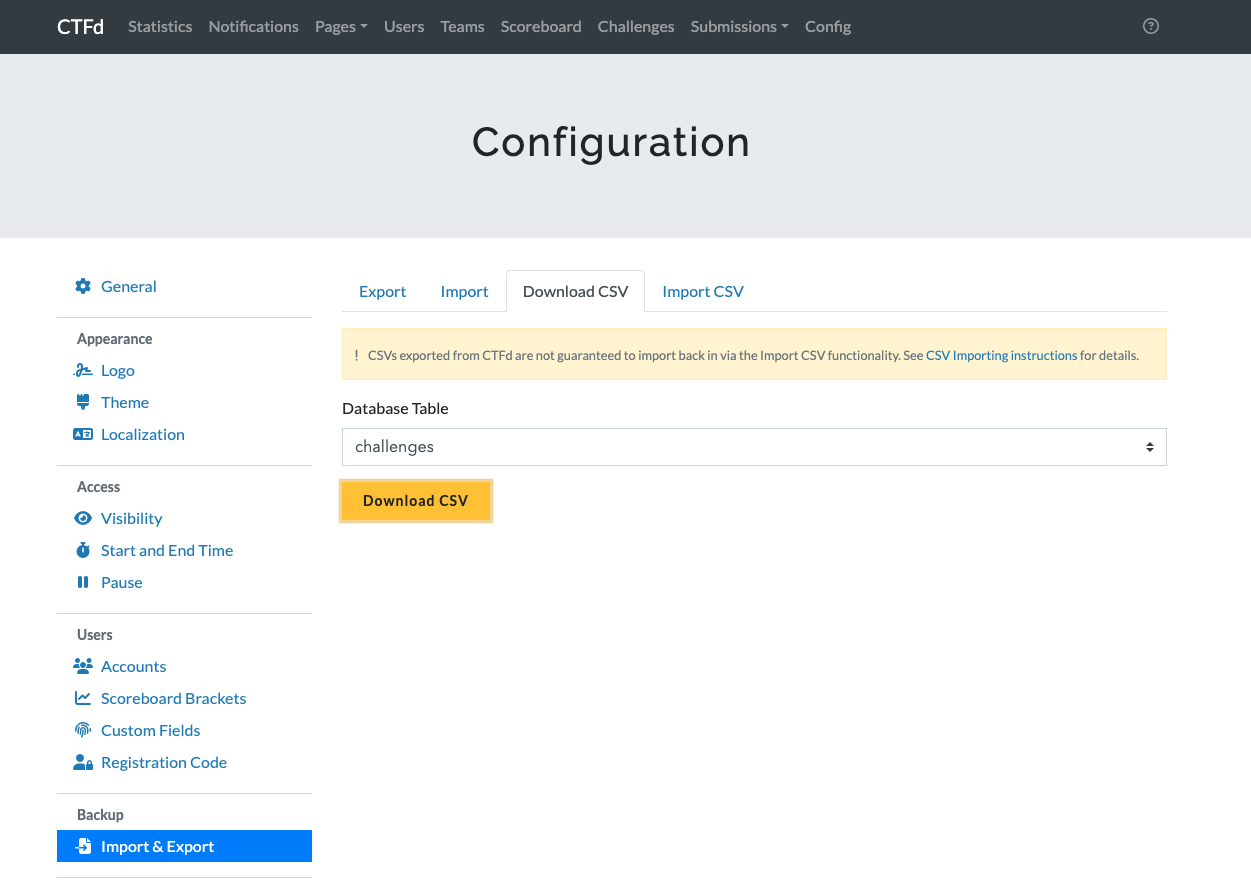 CTFd Statistics Notifications Pages Users Teams Scoreboard Challenges Submissions Config
Configuration
General
Appearance
Logo
Theme
Localization
Access
Visibility
Start and End Time
Pause
Users
Accounts
Scoreboard Brackets
Custom Fields
Registration Code
Backup
Import & Export
Export Import Download CSV Import CSV
! CSVs exported from CTFd are not guaranteed to import back in via the Import CSV functionality. See CSV Importing instructions for details.
Database Table
challenges
Download CSV